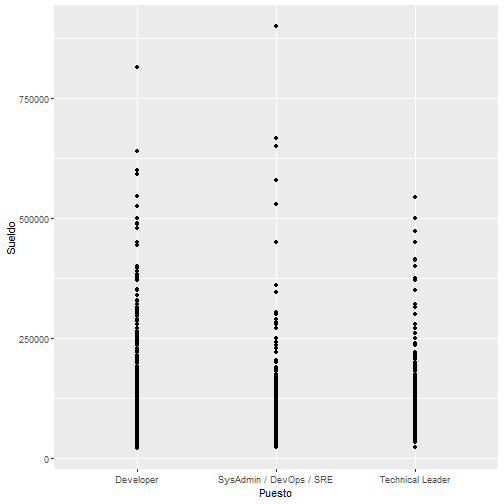 750000
500000
250000
0
Sueldo
Developer
SysAdmin / DevOps / SRE
Technical Leader
Puesto